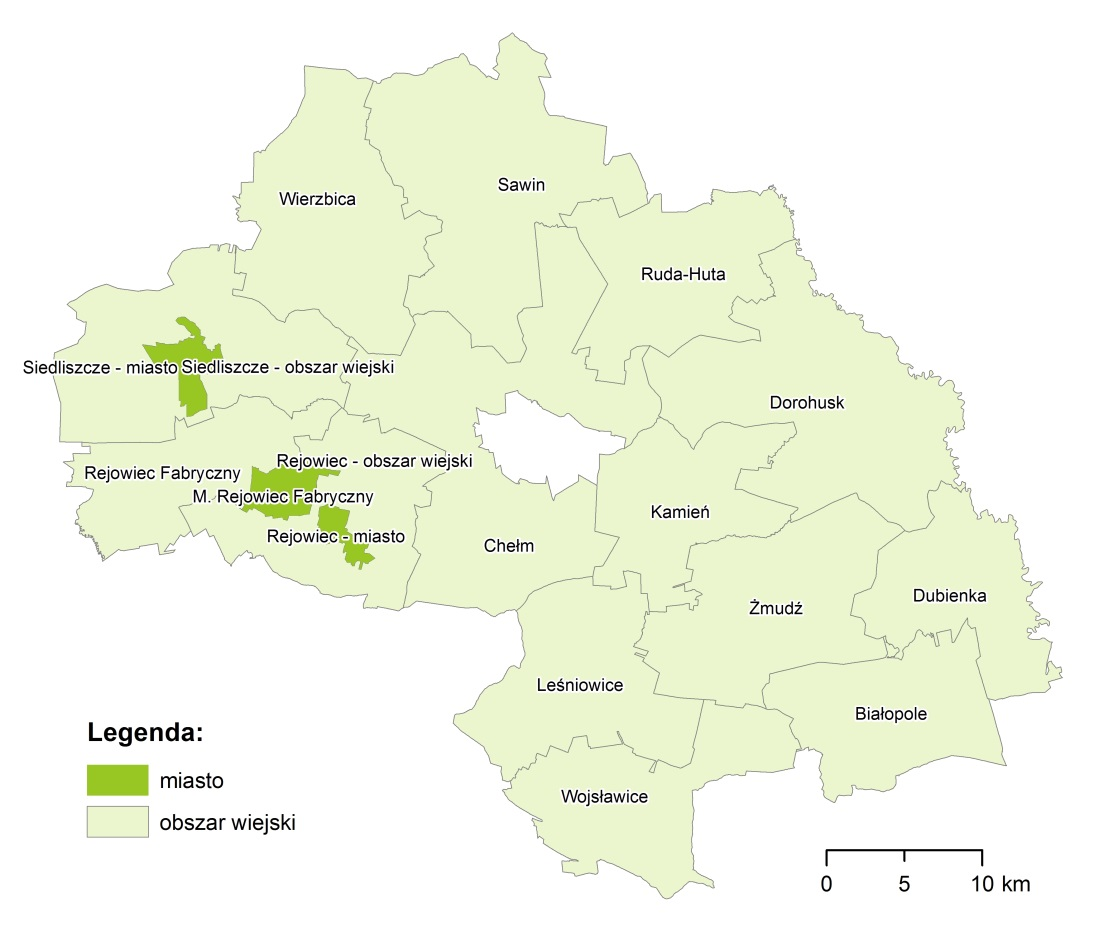 Sawin
Wierzbica
Ruda-Huta
Siedliszcze - miasto
Siedliszcze - obszar wiejski
Dorohusk
Rejowiec - obszar wiejski
Rejowiec Fabryczny
M. Rejowiec Fabryczny
Kamień
Rejowiec - miasto
Chełm
Dubienka
Żmudź
Leśniowice
Białopole
Wojsławice
Legenda:
miasto
obszar wiejski
0 5 10 km